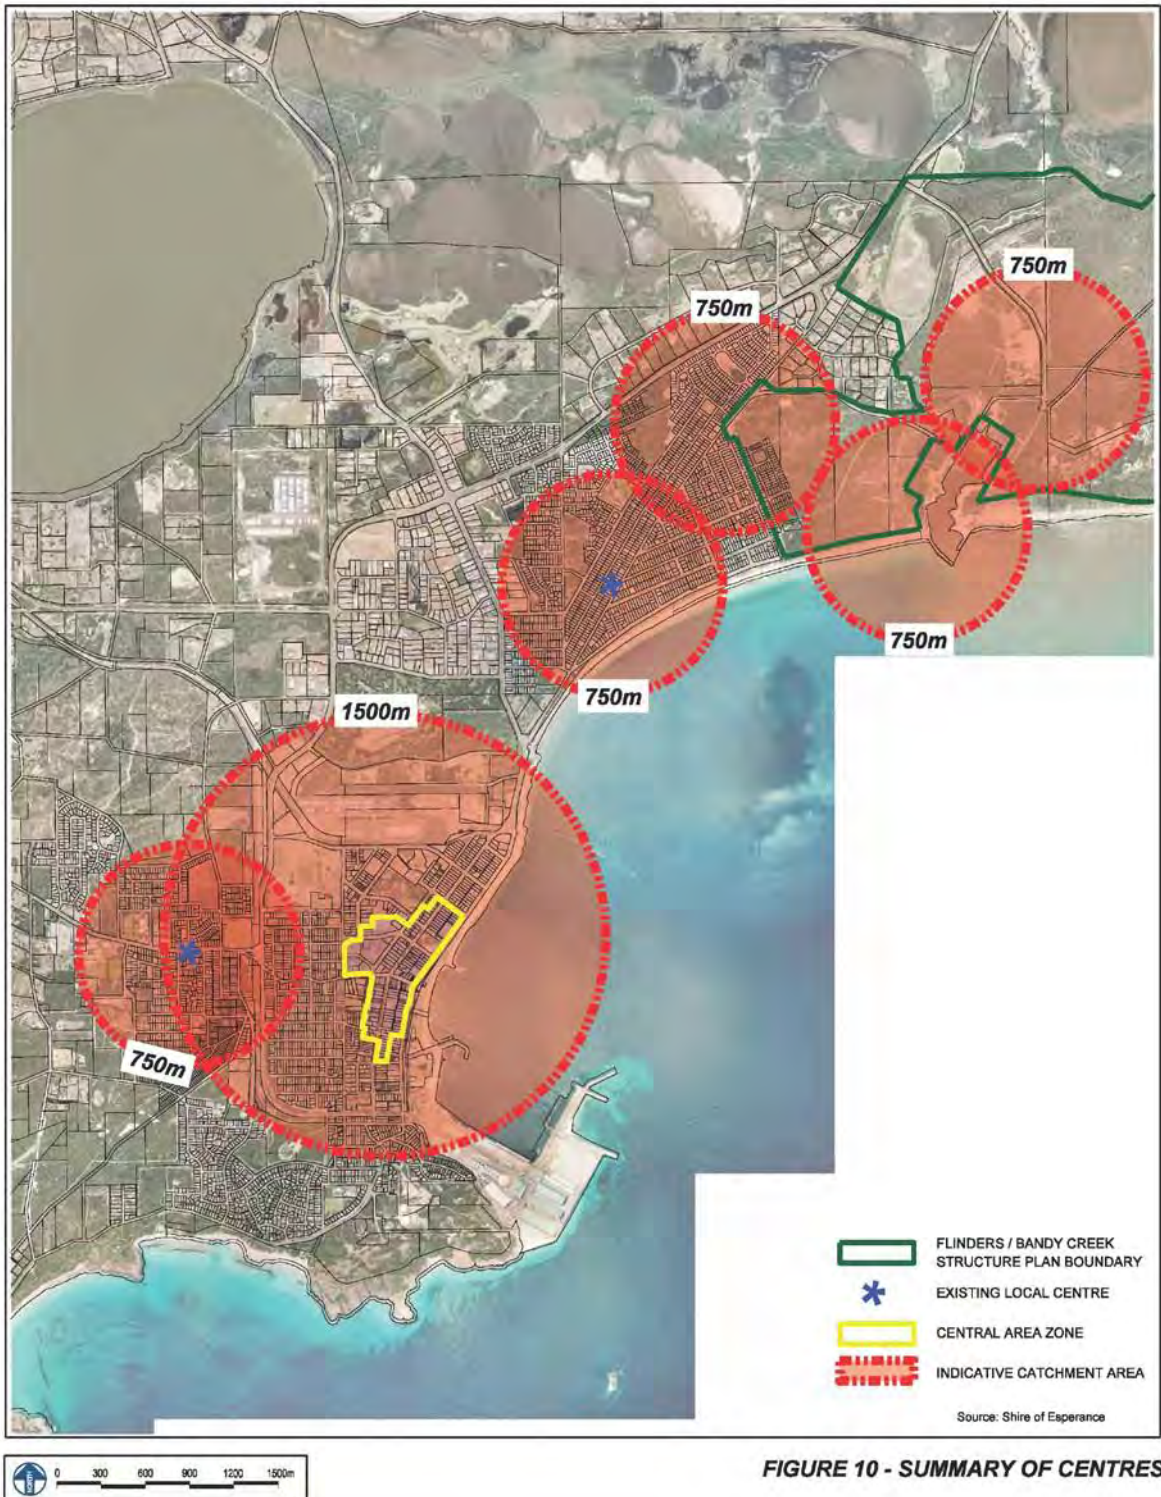 750m
750m
750m
750m
1500m
750m
FLINDERS / BANDY CREEK
STRUCTURE PLAN BOUNDARY
EXISTING LOCAL CENTRE
CENTRAL AREA ZONE
INDICATIVE CATCHMENT AREA
Source: Shire of Esperance
NORTH
0 300 600 900 1200 1500m
FIGURE 10 - SUMMARY OF CENTRES